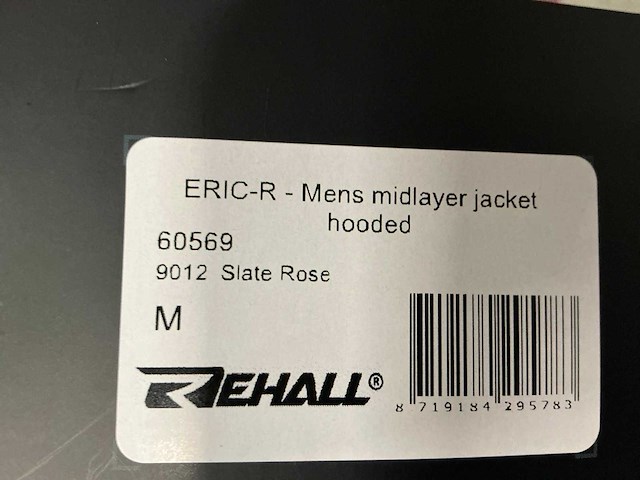 ERIC-R - Mens midlayer jacket
hooded
60569
9012 Slate Rose
M
REHALL®
8 719184 295783